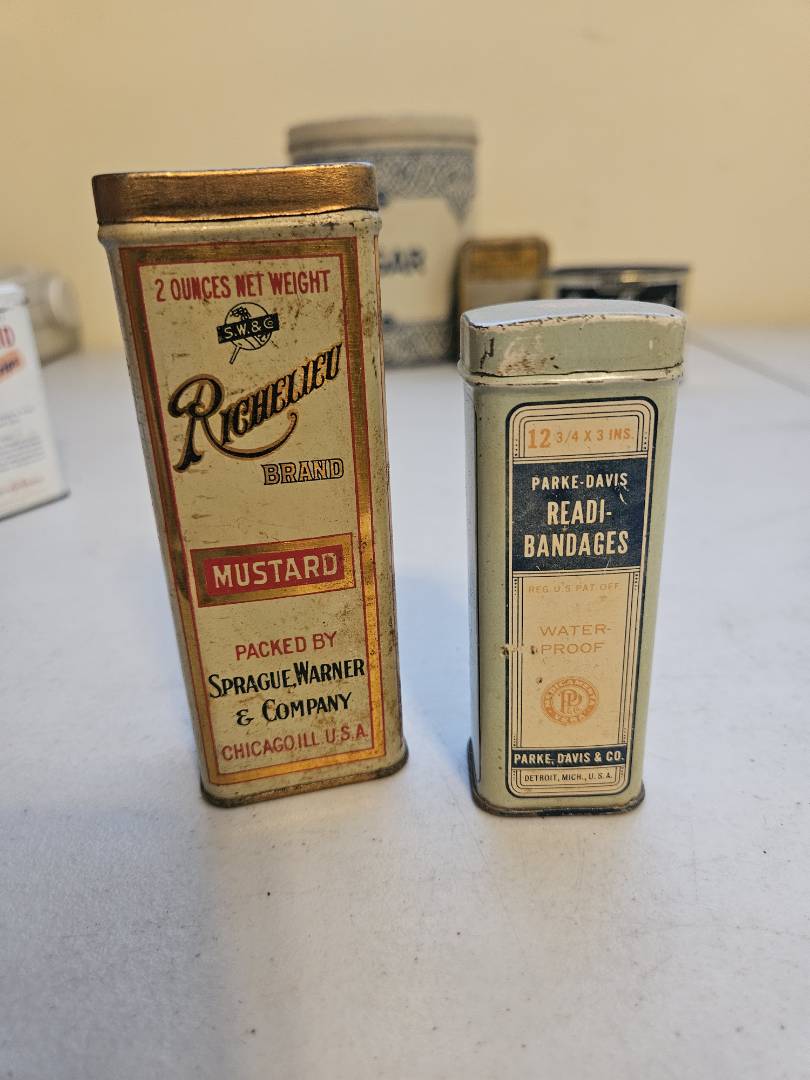 2 OUNCES NET WEIGHT
S.W.& Co
RICHELIEU
BRAND
MUSTARD
PACKED BY
SPRAGUE, WARNER
& COMPANY
CHICAGO ILL. U.S.A.
12 3/4 X 3 INS.
PARKE-DAVIS
READI-
BANDAGES
REG. U.S. PAT. OFF.
WATER-
PROOF
PARKE, DAVIS & CO.
DETROIT, MICH., U. S. A.